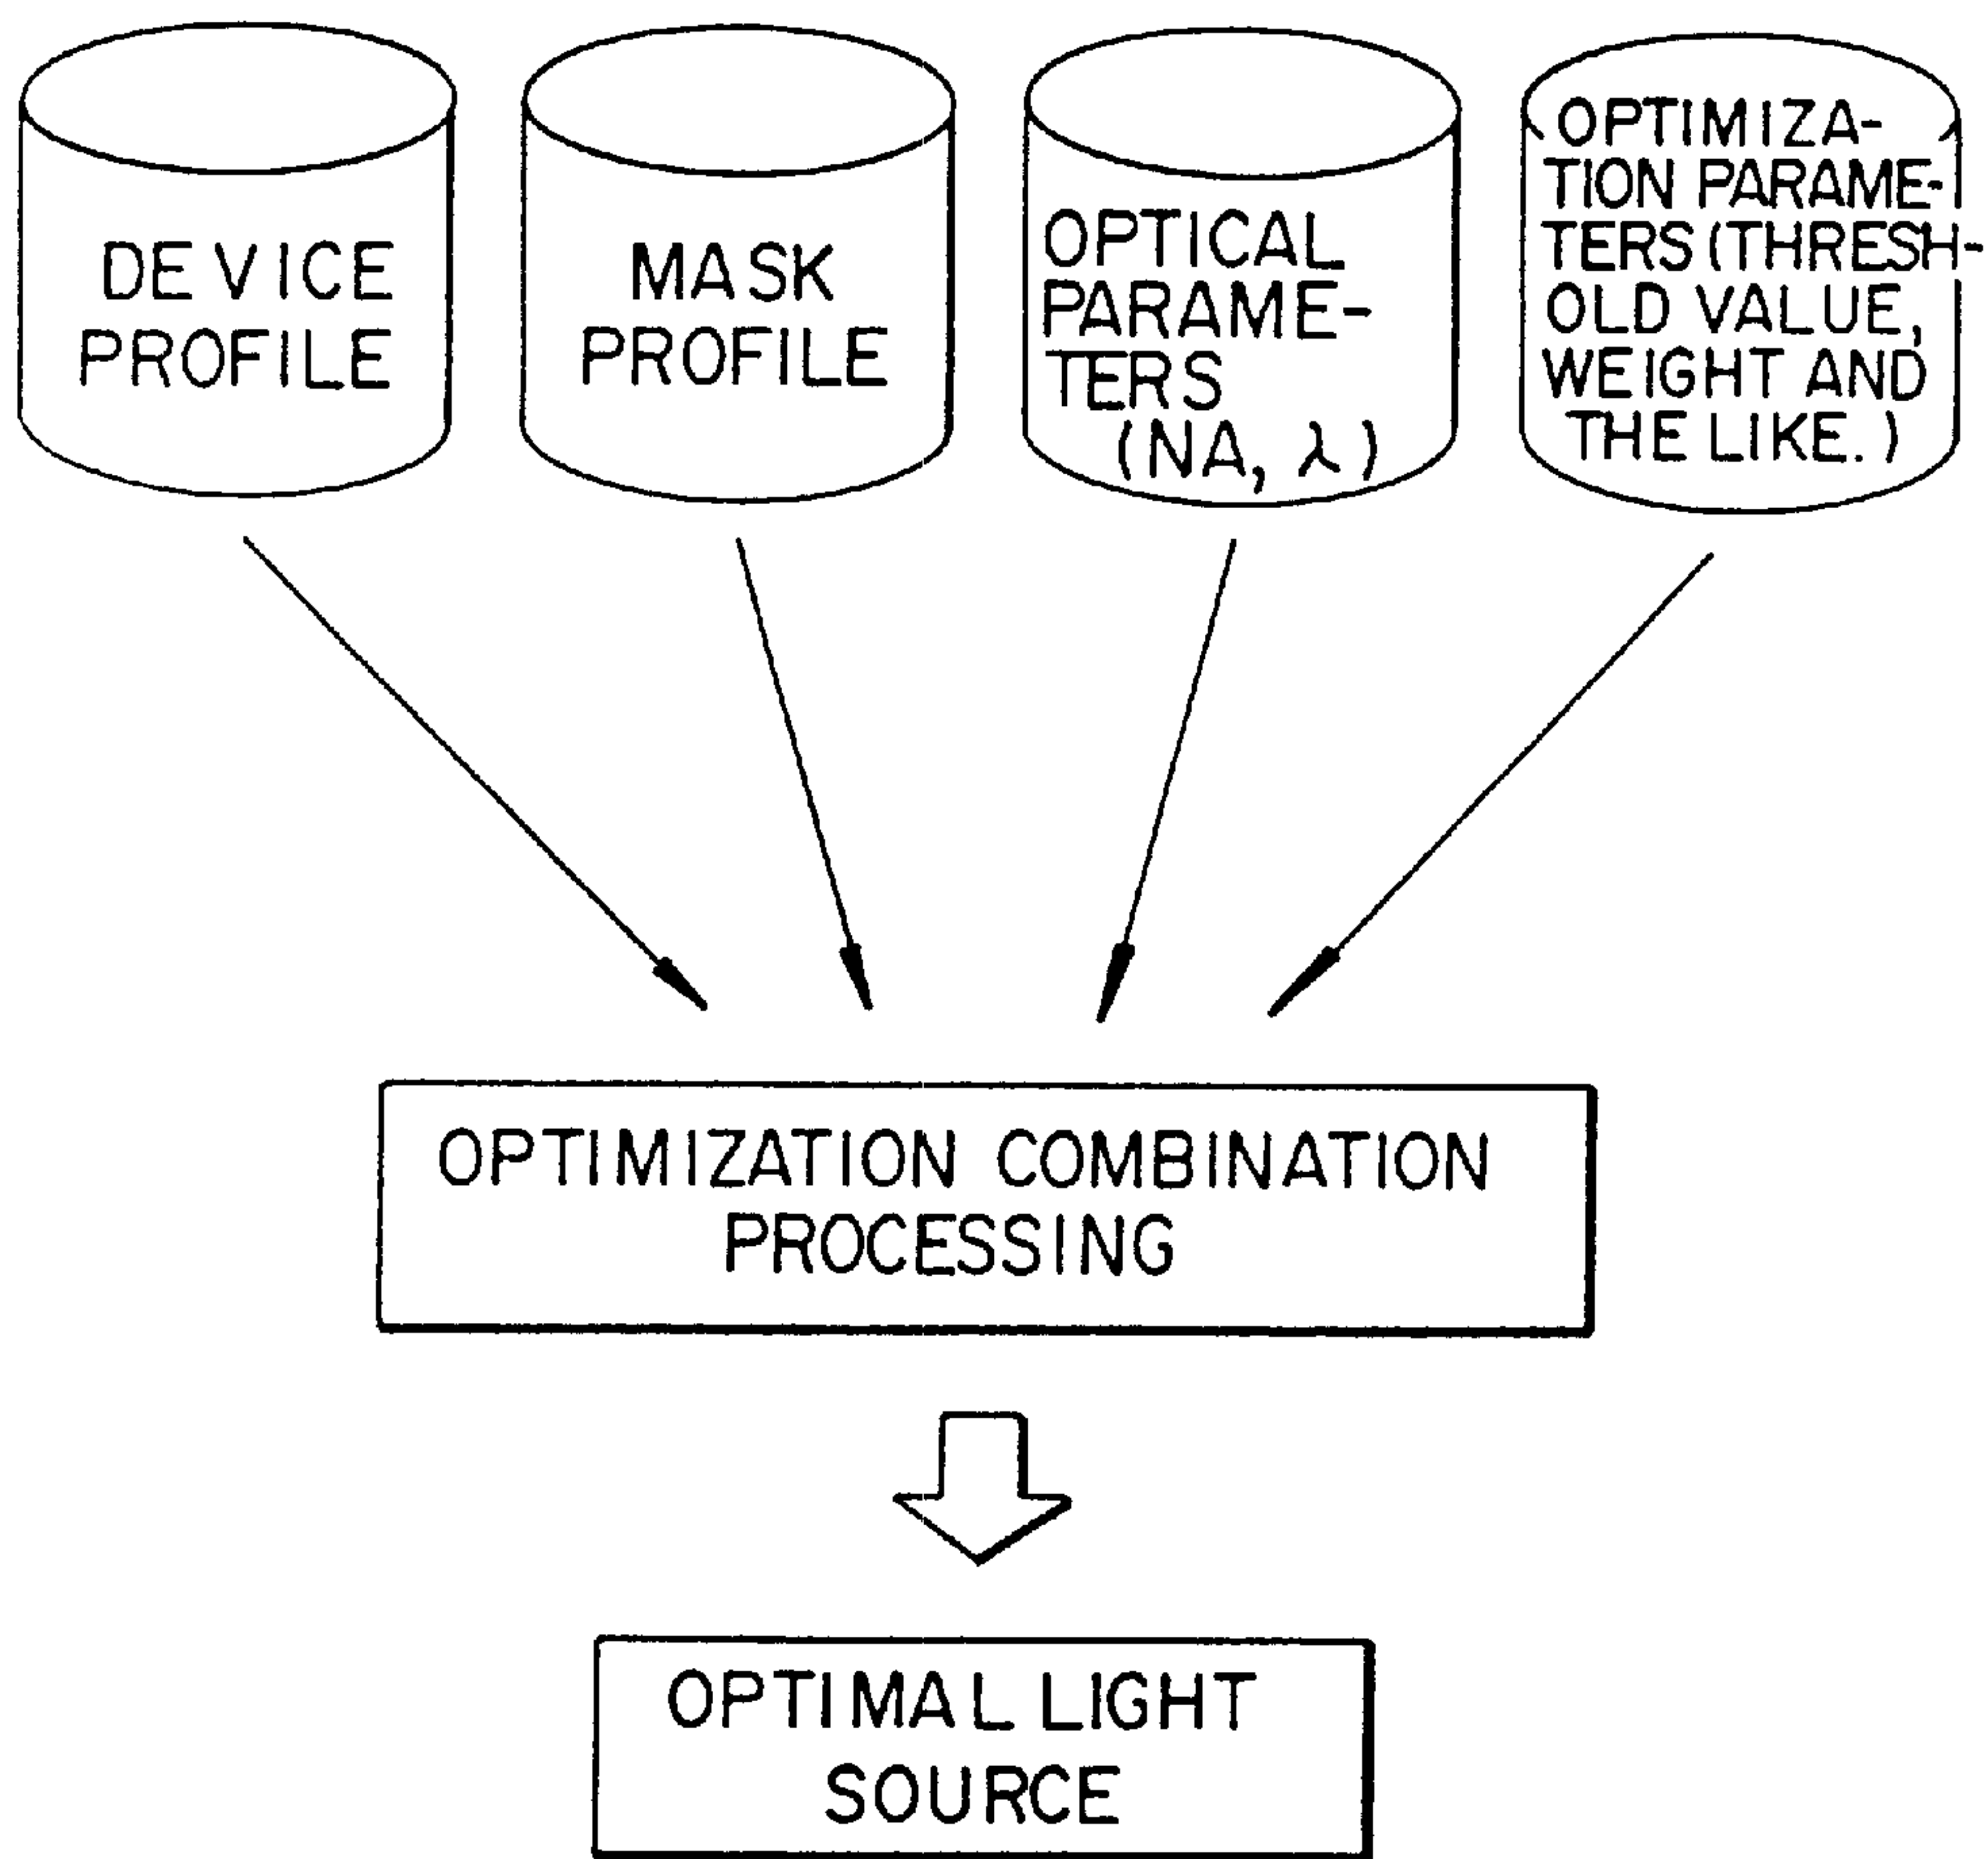 DEVICE
PROFILE
MASK
PROFILE
OPTICAL
PARAME-
TERS
(NA, λ)
OPTIMIZA-
TION PARAME-
TERS (THRESH-
OLD VALUE,
WEIGHT AND
THE LIKE.)
OPTIMIZATION COMBINATION
PROCESSING
OPTIMAL LIGHT
SOURCE